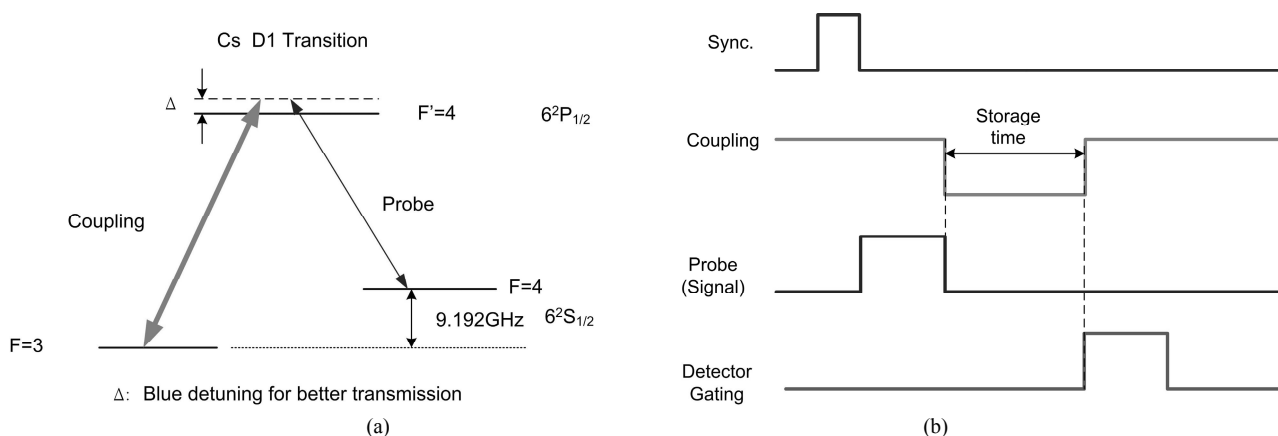 Cs D1 Transition
Δ
F'=4
6²P₁/₂
Coupling
Probe
F=4
9.192GHz
6²S₁/₂
F=3
Δ: Blue detuning for better transmission
(a)
Sync.
Coupling
Storage
time
Probe
(Signal)
Detector
Gating
(b)